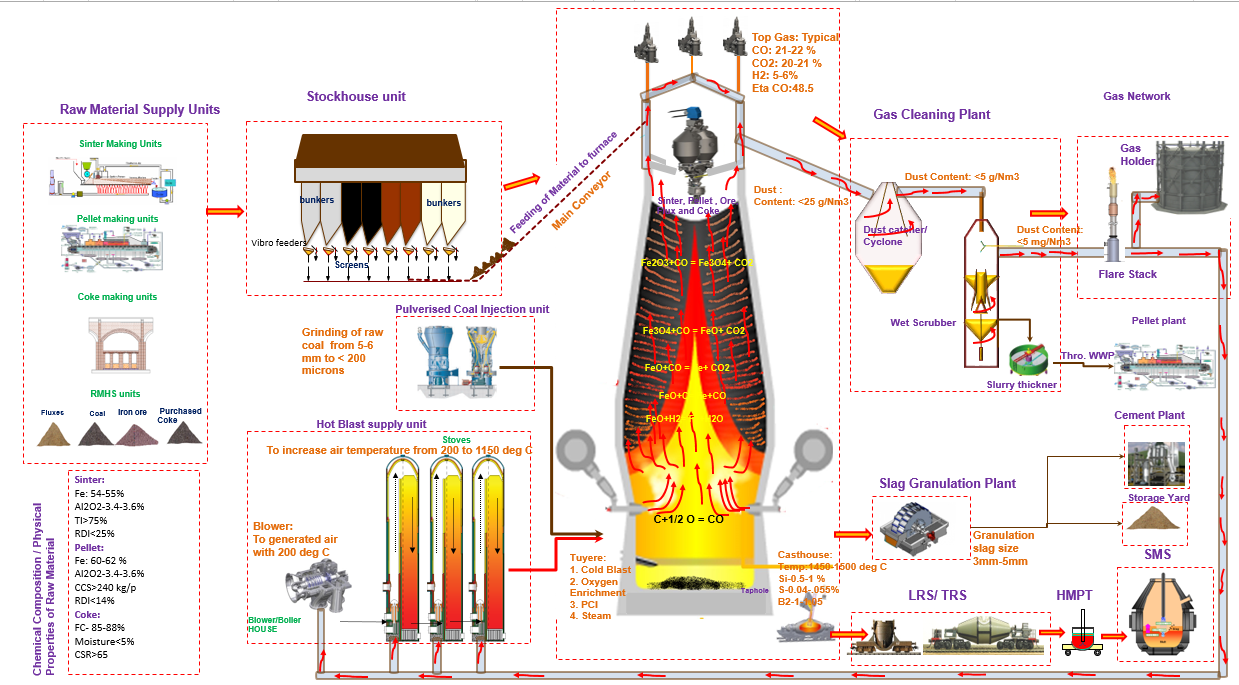 Raw Material Supply Units
Sinter Making Units
Pellet making units
Coke making units
RMHS units
Fluxes
Coal
Iron ore
Purchased
Coke
Chemical Composition / Physical
Properties of Raw Material
Sinter:
Fe: 54-55%
Al2O2-3.4-3.6%
TI>75%
RDI<25%
Pellet:
Fe: 60-62 %
Al2O2-3.4-3.6%
CCS>240 kg/p
RDI<14%
Coke:
FC- 85-88%
Moisture<5%
CSR>65
Stockhouse unit
bunkers
bunkers
Vibro feeders
Screens
Feeding of Material to furnace
Main Conveyor
Pulverised Coal Injection unit
Grinding of raw
coal from 5-6
mm to < 200
microns
Hot Blast supply unit
Stoves
To increase air temperature from 200 to 1150 deg C
Blower:
To generated air
with 200 deg C
Blower/Boiler
HOUSE
Top Gas: Typical
CO: 21-22 %
CO2: 20-21 %
H2: 5-6%
Eta CO:48.5
Dust :
Content: <25 g/Nm3
Sinter, Pellet , Ore
Flux and Coke
Fe2O3+CO = Fe3O4+ CO2
Fe3O4+CO = FeO+ CO2
FeO+CO = Fe+ CO2
C+1/2 O = CO
Tuyere:
1. Cold Blast
2. Oxygen
Enrichment
3. PCI
4. Steam
Taphole
Casthouse:
Temp:1450-1500 deg C
Si-0.5-1 %
S-0.04-.055%
Gas Cleaning Plant
Dust Content: <5 g/Nm3
Dust catcher/
Cyclone
Wet Scrubber
Slurry thickner
Dust Content:
<5 mg/Nm3
Gas Network
Gas
Holder
Flare Stack
Pellet plant
Thro. WWP
Cement Plant
Storage Yard
Slag Granulation Plant
Granulation
slag size
3mm-5mm
SMS
LRS/ TRS
HMPT